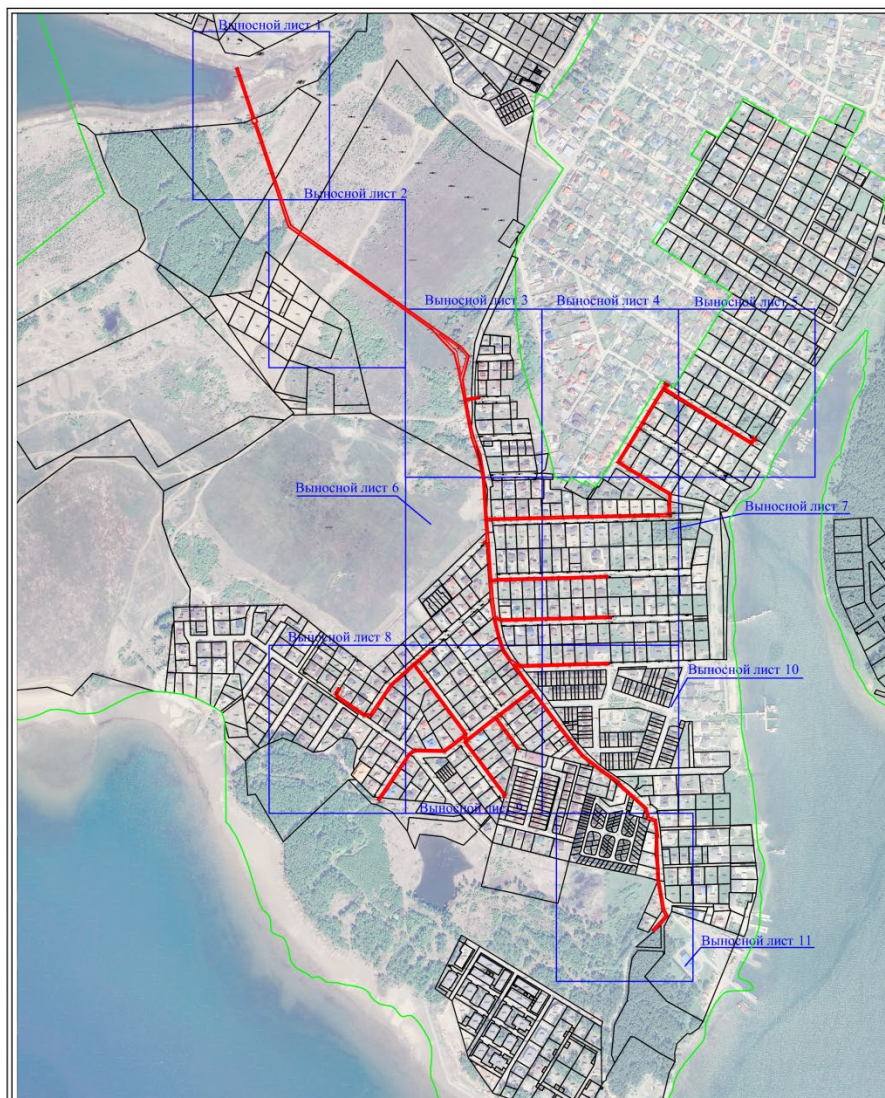 Выносной лист 1
Выносной лист 2
Выносной лист 3
Выносной лист 4
Выносной лист 5
Выносной лист 6
Выносной лист 7
Выносной лист 8
Выносной лист 10
Выносной лист 9
Выносной лист 11